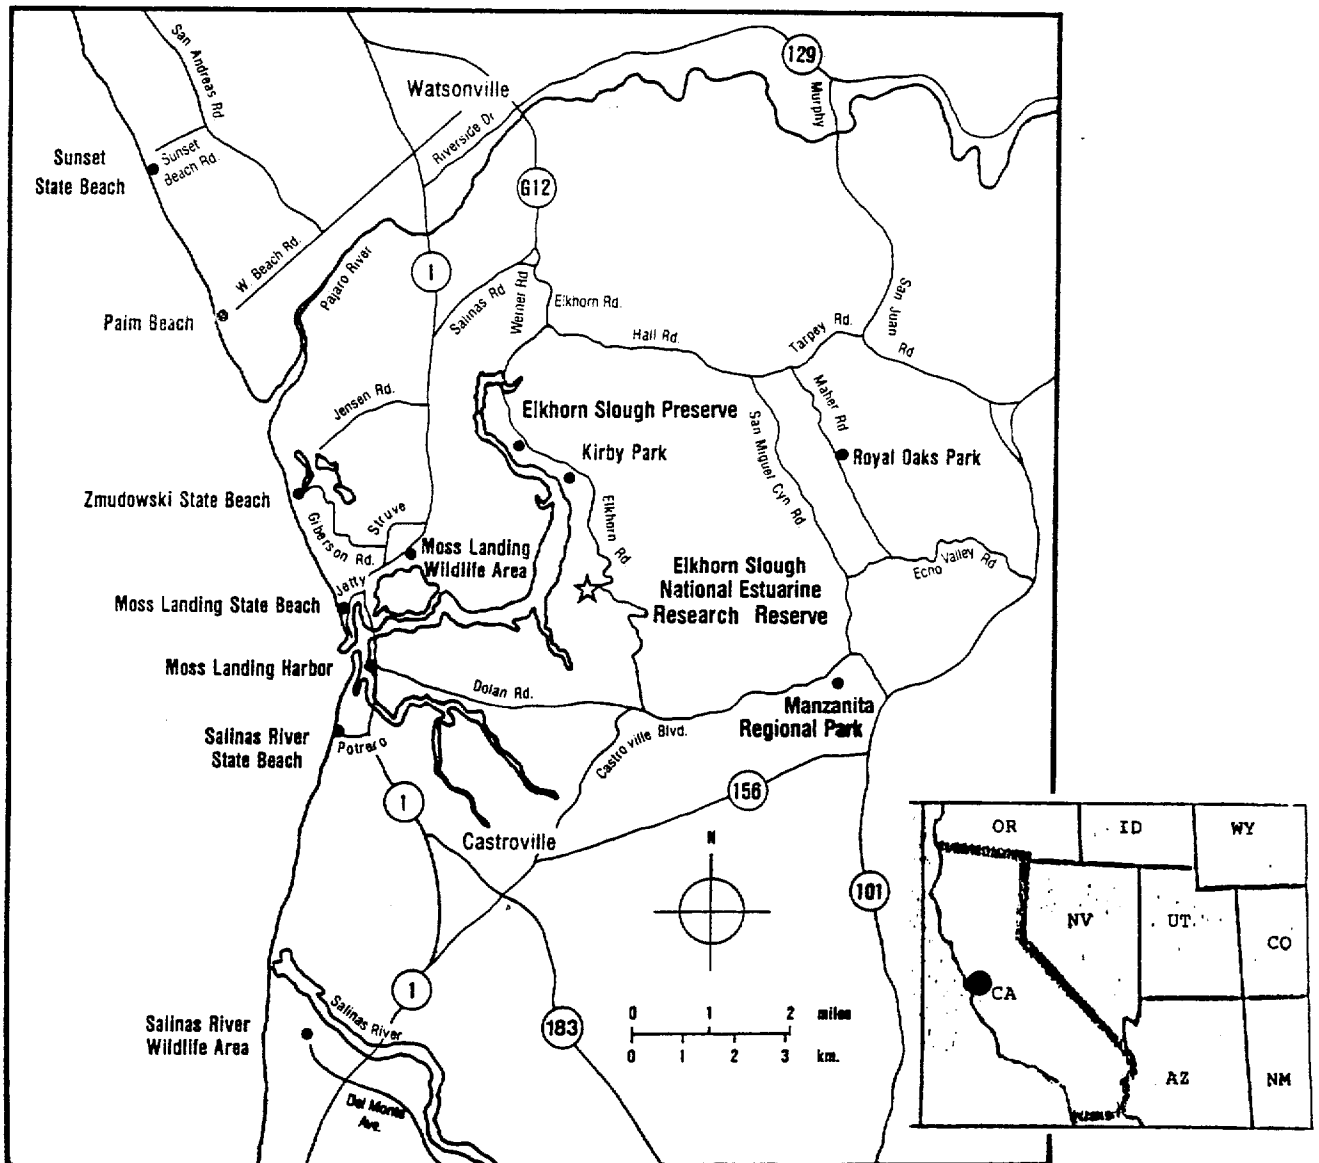 San Andreas Rd
129
Watsonville
Murphy
Riverside Dr
Sunset
State Beach
Sunset
Beach Rd.
G12
W. Beach Rd.
Pajaro River
1
Salinas Rd
Werner Rd
Elkhorn Rd.
San Juan
Rd
Palm Beach
Hall Rd.
Tarpey Rd.
Jensen Rd.
Maher Rd
Elkhorn Slough Preserve
San Miguel Cyn Rd.
Kirby Park
Royal Oaks Park
Zmudowski State Beach
Giberson Rd.
Struve
Elkhorn Rd
Moss Landing
Wildlife Area
Echo Valley Rd
Elkhorn Slough
National Estuarine
Research Reserve
Jetty
Moss Landing State Beach
Moss Landing Harbor
Dolan Rd.
Manzanita
Regional Park
Salinas River
State Beach
Potrero
Castroville Blvd.
156
1
Castroville
N
101
OR
ID
WY
NV
UT
CO
CA
AZ
NM
1
Salinas River
183
Salinas River
Wildlife Area
Del Monte
Ave.
0 1 2 miles
0 1 2 3 km.